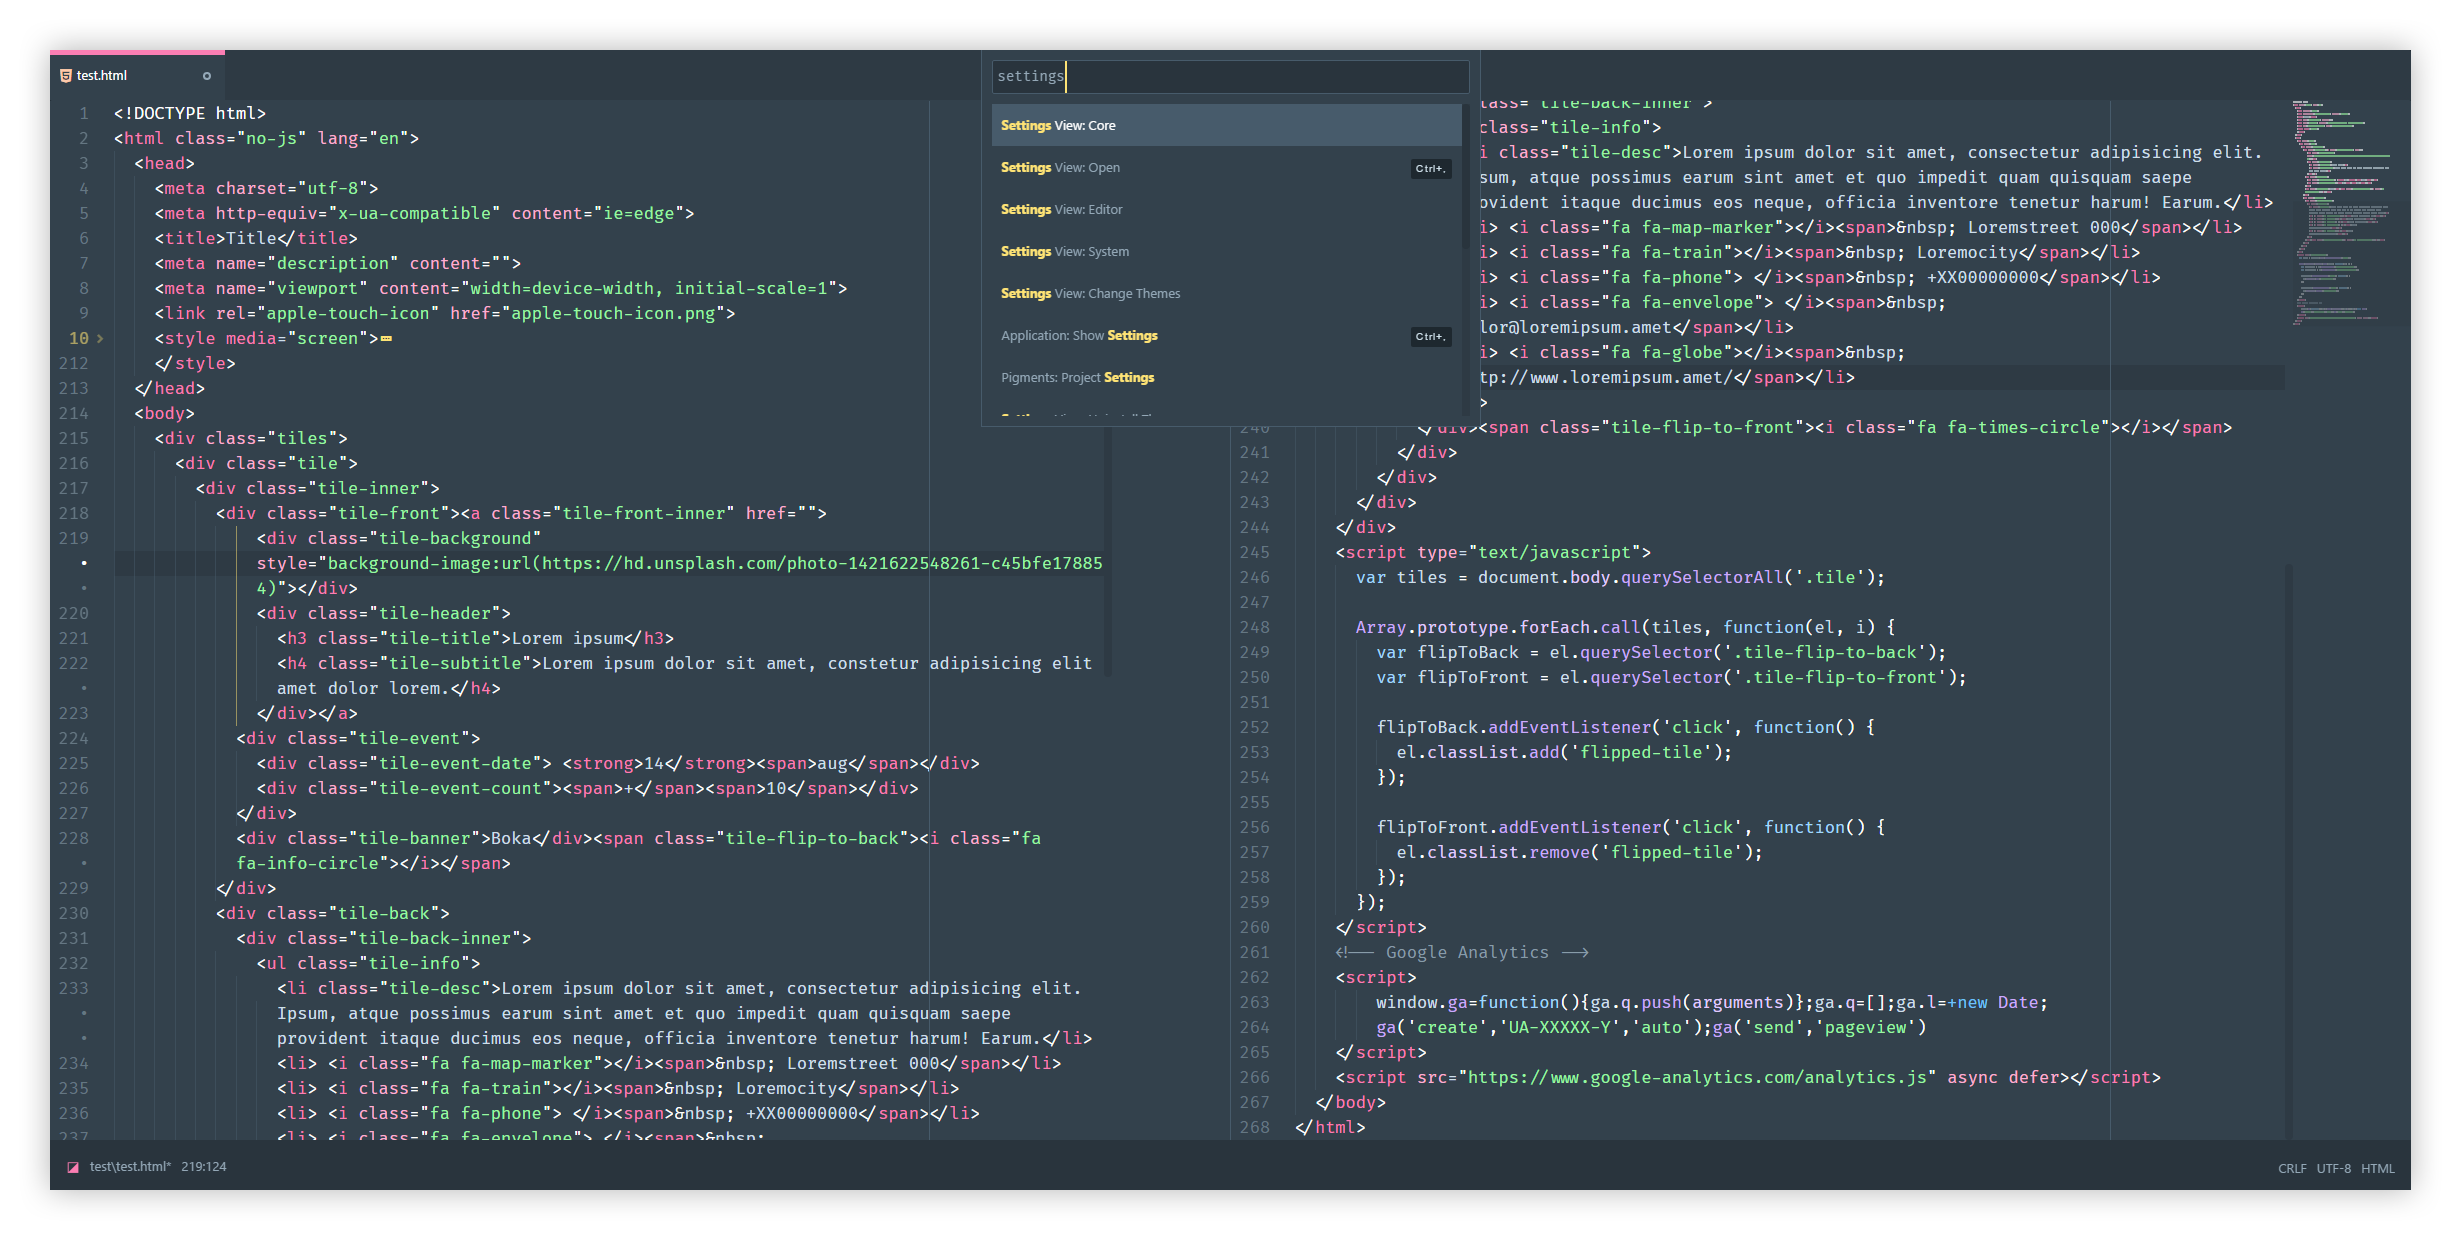 test.html
1 <!DOCTYPE html>
2 <html class="no-js" lang="en">
3 <head>
4 <meta charset="utf-8">
5 <meta http-equiv="x-ua-compatible" content="ie=edge">
6 <title>Title</title>
7 <meta name="description" content="">
8 <meta name="viewport" content="width=device-width, initial-scale=1">
9 <link rel="apple-touch-icon" href="apple-touch-icon.png">
10 <style media="screen">
212 </style>
213 </head>
214 <body>
215 <div class="tiles">
216 <div class="tile">
217 <div class="tile-inner">
218 <div class="tile-front"><a class="tile-front-inner" href="">
219 <div class="tile-background"
• style="background-image:url(https://hd.unsplash.com/photo-1421622548261-c45bfe17885
• 4)"></div>
220 <div class="tile-header">
221 <h3 class="tile-title">Lorem ipsum</h3>
222 <h4 class="tile-subtitle">Lorem ipsum dolor sit amet, constetur adipisicing elit
• amet dolor lorem.</h4>
223 </div></a>
224 <div class="tile-event">
225 <div class="tile-event-date"> <strong>14</strong><span>aug</span></div>
226 <div class="tile-event-count"><span>+</span><span>10</span></div>
227 </div>
228 <div class="tile-banner">Boka</div><span class="tile-flip-to-back"><i class="fa
• fa-info-circle"></i></span>
229 </div>
230 <div class="tile-back">
231 <div class="tile-back-inner">
232 <ul class="tile-info">
233 <li class="tile-desc">Lorem ipsum dolor sit amet, consectetur adipisicing elit.
• Ipsum, atque possimus earum sint amet et quo impedit quam quisquam saepe
• provident itaque ducimus eos neque, officia inventore tenetur harum! Earum.</li>
234 <li> <i class="fa fa-map-marker"></i><span>&nbsp; Loremstreet 000</span></li>
235 <li> <i class="fa fa-train"></i><span>&nbsp; Loremocity</span></li>
236 <li> <i class="fa fa-phone"> </i><span>&nbsp; +XX00000000</span></li>
237 <li> <i class="fa fa-envelope"> </i><span>&nbsp;
settings
Settings View: Core
Settings View: Open Ctrl+,
Settings View: Editor
Settings View: System
Settings View: Change Themes
Application: Show Settings Ctrl+,
Pigments: Project Settings
lass="tile-back-inner">
class="tile-info">
i class="tile-desc">Lorem ipsum dolor sit amet, consectetur adipisicing elit.
sum, atque possimus earum sint amet et quo impedit quam quisquam saepe
ovident itaque ducimus eos neque, officia inventore tenetur harum! Earum.</li>
i> <i class="fa fa-map-marker"></i><span>&nbsp; Loremstreet 000</span></li>
i> <i class="fa fa-train"></i><span>&nbsp; Loremocity</span></li>
i> <i class="fa fa-phone"> </i><span>&nbsp; +XX00000000</span></li>
i> <i class="fa fa-envelope"> </i><span>&nbsp;
lor@loremipsum.amet</span></li>
i> <i class="fa fa-globe"></i><span>&nbsp;
tp://www.loremipsum.amet/</span></li>
>
240 </div><span class="tile-flip-to-front"><i class="fa fa-times-circle"></i></span>
241 </div>
242 </div>
243 </div>
244 </div>
245 <script type="text/javascript">
246 var tiles = document.body.querySelectorAll('.tile');
247
248 Array.prototype.forEach.call(tiles, function(el, i) {
249 var flipToBack = el.querySelector('.tile-flip-to-back');
250 var flipToFront = el.querySelector('.tile-flip-to-front');
251
252 flipToBack.addEventListener('click', function() {
253 el.classList.add('flipped-tile');
254 });
255
256 flipToFront.addEventListener('click', function() {
257 el.classList.remove('flipped-tile');
258 });
259 });
260 </script>
261 <!-- Google Analytics -->
262 <script>
263 window.ga=function(){ga.q.push(arguments)};ga.q=[];ga.l=+new Date;
264 ga('create','UA-XXXXX-Y','auto');ga('send','pageview')
265 </script>
266 <script src="https://www.google-analytics.com/analytics.js" async defer></script>
267 </body>
268 </html>
test\test.html* 219:124
CRLF UTF-8 HTML